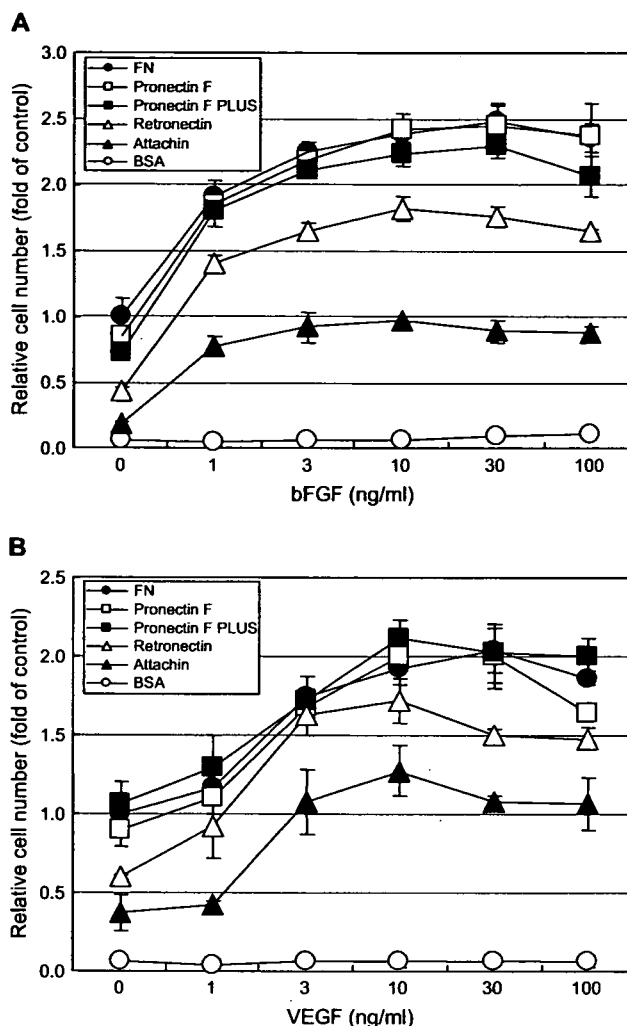 A
Relative cell number (fold of control)
3.0
2.5
2.0
1.5
1.0
0.5
0.0
FN
Pronectin F
Pronectin F PLUS
Retronectin
Attachin
BSA
0 1 3 10 30 100
bFGF (ng/ml)
B
Relative cell number (fold of control)
2.5
2.0
1.5
1.0
0.5
0.0
FN
Pronectin F
Pronectin F PLUS
Retronectin
Attachin
BSA
0 1 3 10 30 100
VEGF (ng/ml)